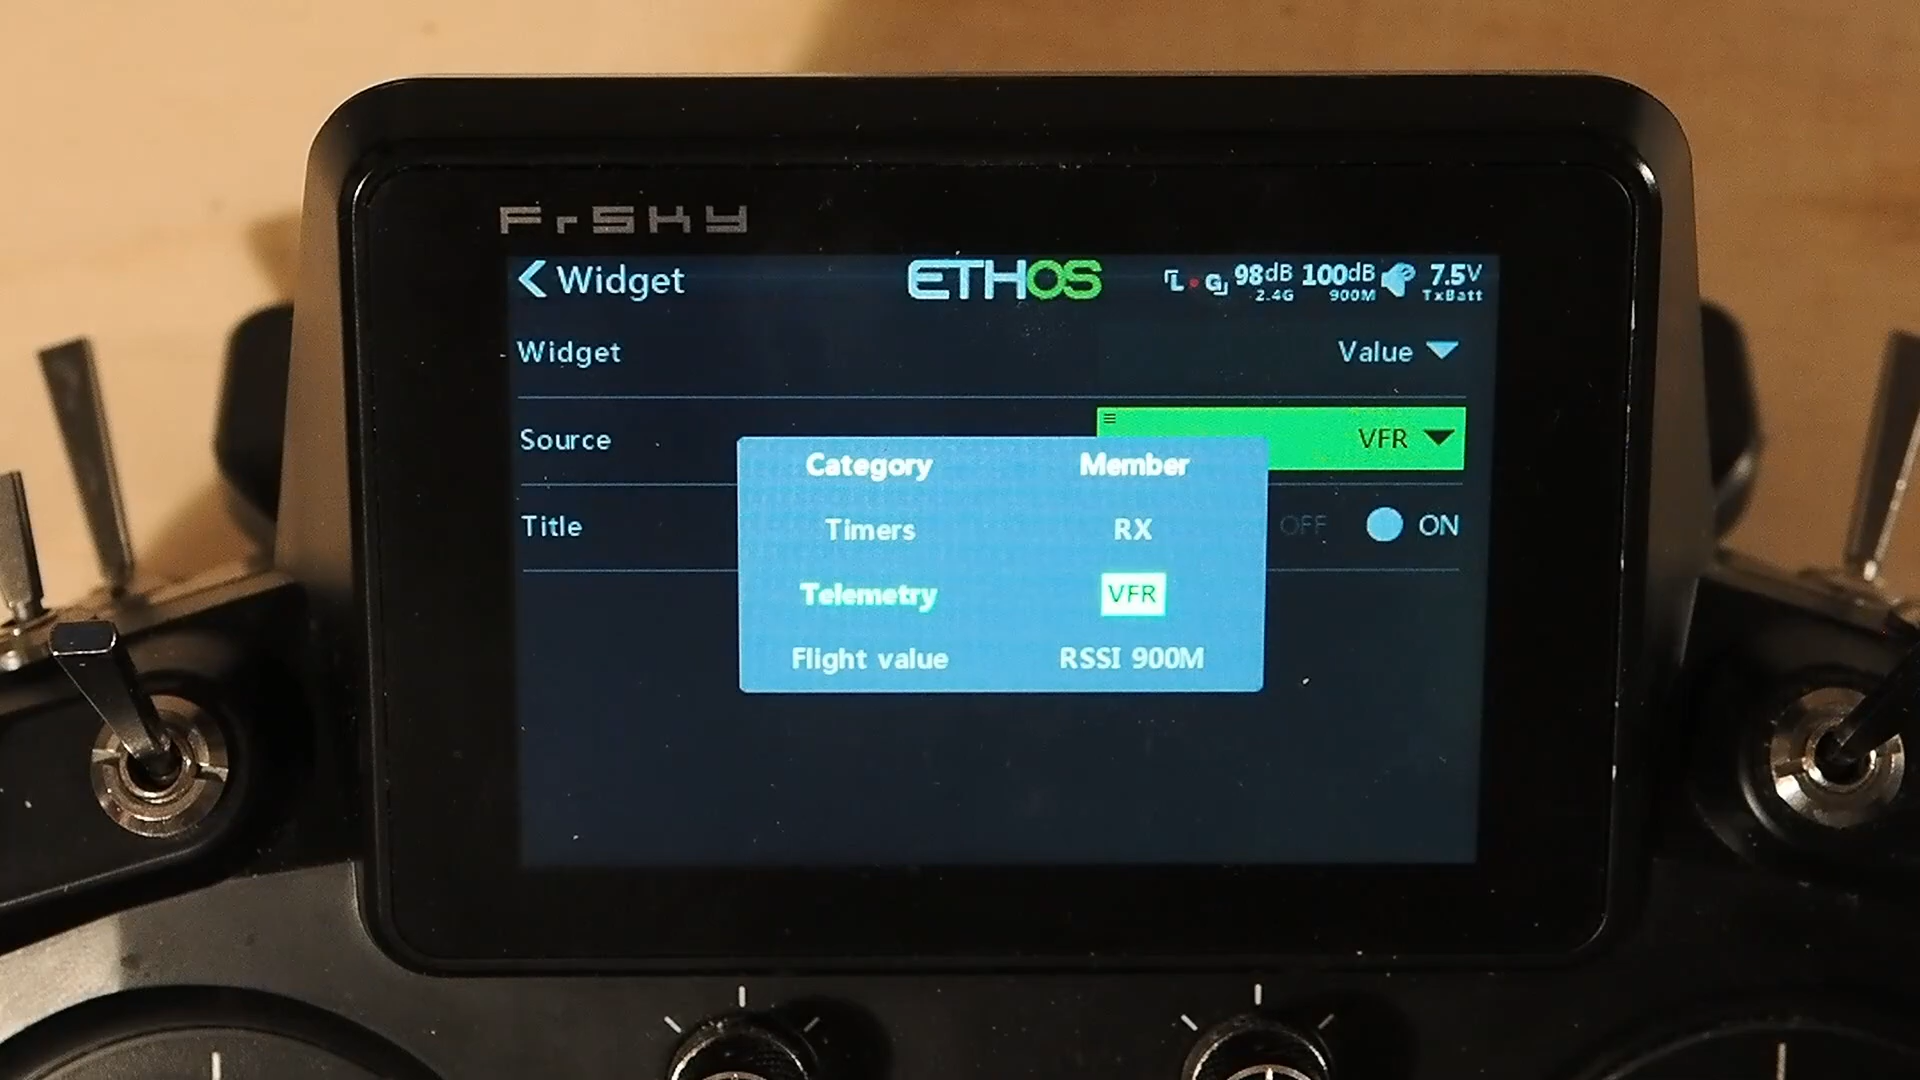 FrSKY
Widget
ETHOS
98dB 2.4G
100dB 900M
7.5V TxBatt
Widget
Value
Source
VFR
Title
OFF
ON
Category Member
Timers RX
Telemetry VFR
Flight value RSSI 900M